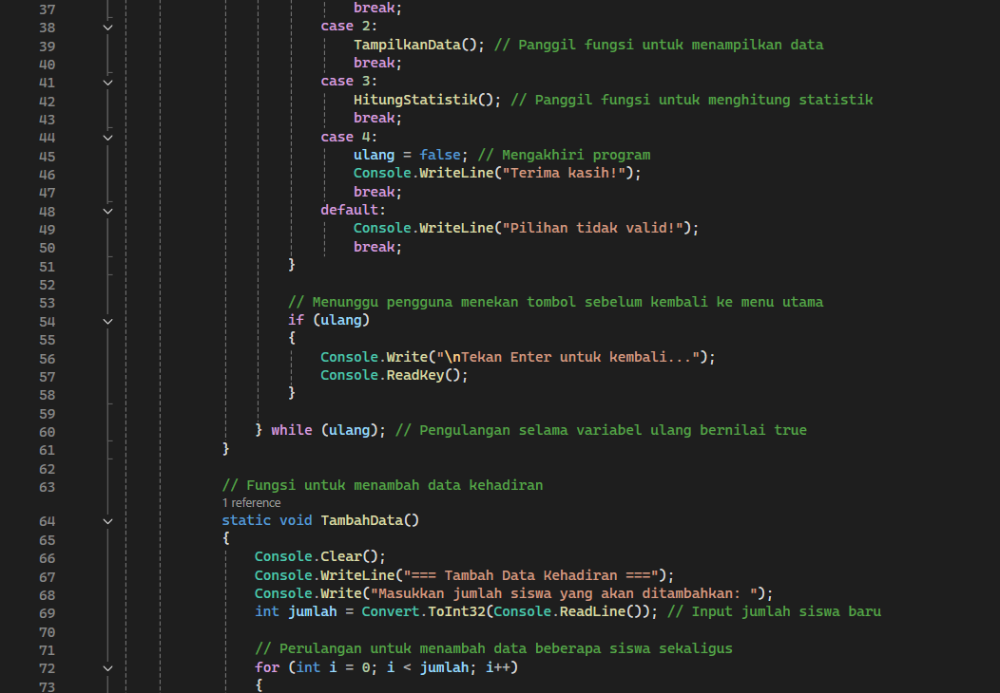 37 break;
38 case 2:
39 TampilkanData(); // Panggil fungsi untuk menampilkan data
40 break;
41 case 3:
42 HitungStatistik(); // Panggil fungsi untuk menghitung statistik
43 break;
44 case 4:
45 ulang = false; // Mengakhiri program
46 Console.WriteLine("Terima kasih!");
47 break;
48 default:
49 Console.WriteLine("Pilihan tidak valid!");
50 break;
51 }
52
53 // Menunggu pengguna menekan tombol sebelum kembali ke menu utama
54 if (ulang)
55 {
56 Console.Write("\nTekan Enter untuk kembali...");
57 Console.ReadKey();
58 }
59
60 } while (ulang); // Pengulangan selama variabel ulang bernilai true
61 }
62
63 // Fungsi untuk menambah data kehadiran
1 reference
64 static void TambahData()
65 {
66 Console.Clear();
67 Console.WriteLine("=== Tambah Data Kehadiran ===");
68 Console.Write("Masukkan jumlah siswa yang akan ditambahkan: ");
69 int jumlah = Convert.ToInt32(Console.ReadLine()); // Input jumlah siswa baru
70
71 // Perulangan untuk menambah data beberapa siswa sekaligus
72 for (int i = 0; i < jumlah; i++)
73 {